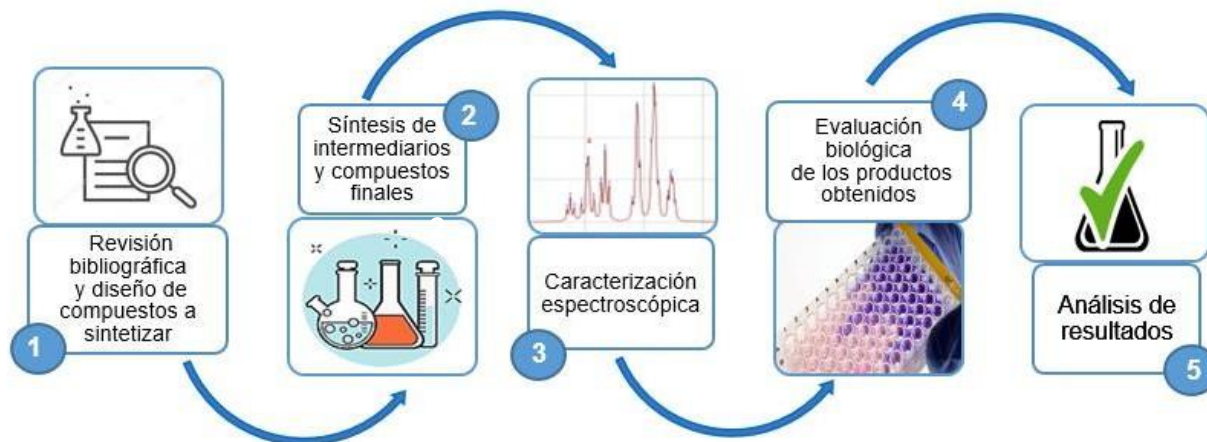 Revisión
bibliográfica
y diseño de
compuestos a
sintetizar
1
2
Síntesis de
intermediarios
y compuestos
finales
Caracterización
espectroscópica
3
4
Evaluación
biológica
de los productos
obtenidos
Análisis de
resultados
5